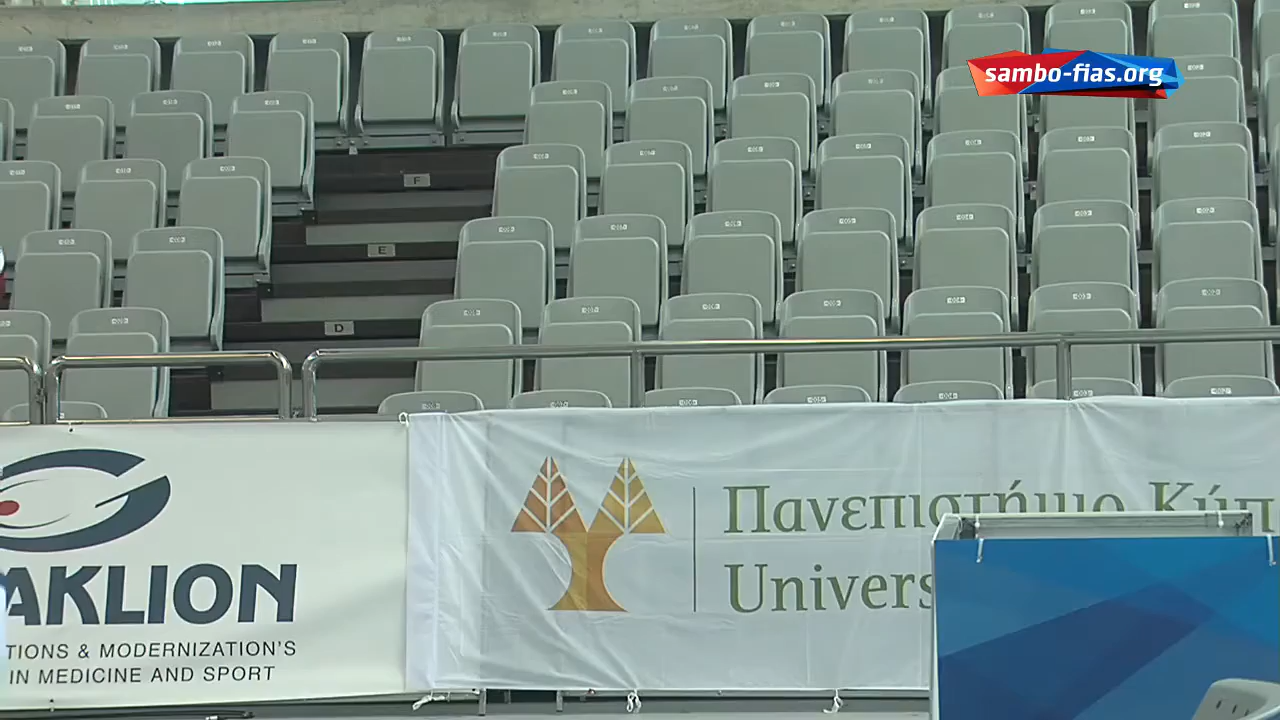 sambo-fias.org
F
E
D
AKLION
TIONS & MODERNIZATION'S
IN MEDICINE AND SPORT
Πανεπιστήμιο Κύπ
Univers